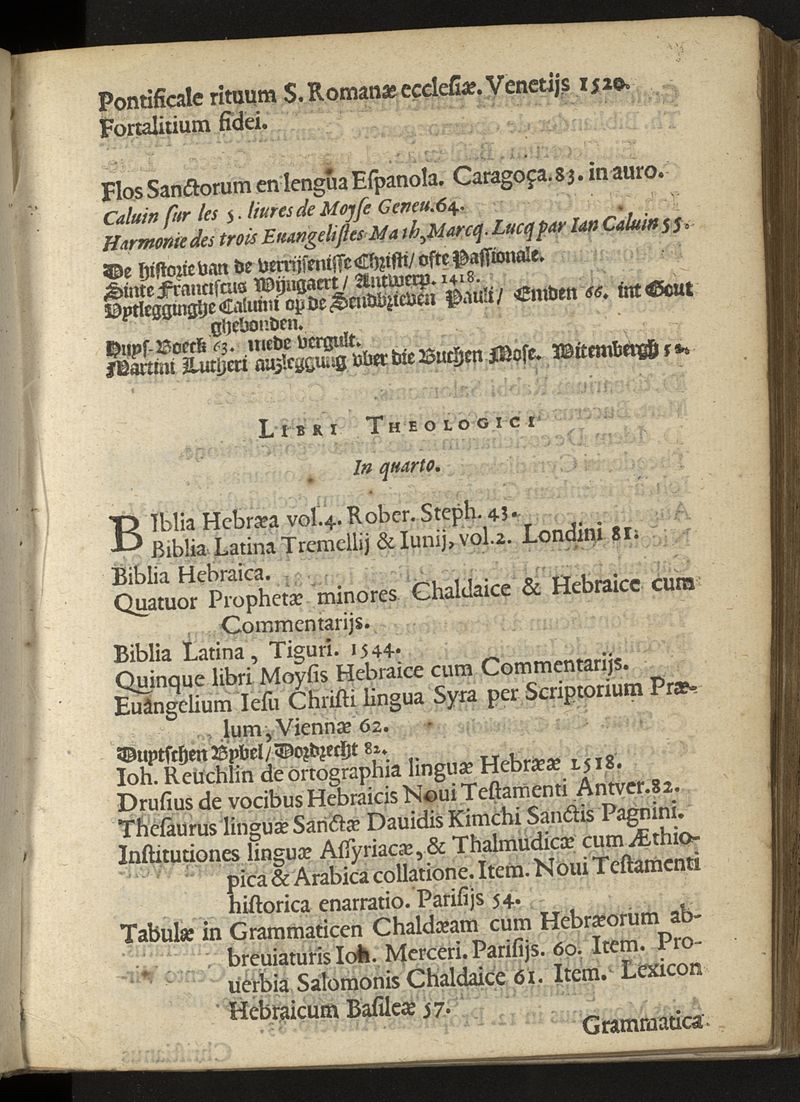 Pontificale rituum S. Romanæ eccleſiæ. Venetijs 1520.
Fortalitium fidei.
Flos Sanctorum en lengua Eſpanola. Caragoça. 83. in auro.
Caluin ſur les 5. liures de Moyſe Geneu. 64.
Harmonie des trois Euangeliſtes Math, Marcq. Lucq par Ian Caluin 55.
De hiſtorie van de verrijſeniſſe Chriſti/ ofte Paſſionale.
Sinte Franciſcus Wijngaert/ Antwerp. 1418.
Vptlegginghe Caluini op de Sendbrieven Pauli/ Emden 66. int Gout
ghebonden.
Hups-Boeck 63. mede vergult.
Martini Lutheri auzleggung vber die Buchen Moſe. Witembergh 52.
LIBRI THEOLOGICI
In quarto.
BIblia Hebræa vol. 4. Rober. Steph. 43.
Biblia Latina Tremellij & Iunij, vol. 2. Londini 81.
Biblia Hebraica.
Quatuor Prophetæ minores Chaldaice & Hebraice cum
Commentarijs.
Biblia Latina, Tiguri. 1544.
Quinque libri Moyſis Hebraice cum Commentarijs.
Euangelium Ieſu Chriſti lingua Syra per Scriptorium Præ-
lum, Viennæ 62.
Duptſchen Bybel/ Dordrecht 82.
Ioh. Reuchlin de ortographia linguæ Hebrææ 1518.
Druſius de vocibus Hebraicis Noui Teſtamenti Antver. 82.
Theſaurus linguæ Sanctæ Dauidis Kimchi Sanctis Pagnini.
Inſtitutiones linguæ Aſſyriacæ, & Thalmudicæ cum Æthio-
pica & Arabica collatione. Item. Noui Teſtamenti
hiſtorica enarratio. Pariſijs 54.
Tabulæ in Grammaticen Chaldæam cum Hebræorum ab-
breuiaturis Ioh. Merceri. Pariſijs. 60. Item. Pro-
uerbia Salomonis Chaldaice 61. Item. Lexicon
Hebraicum Baſileæ 57.
Grammatica